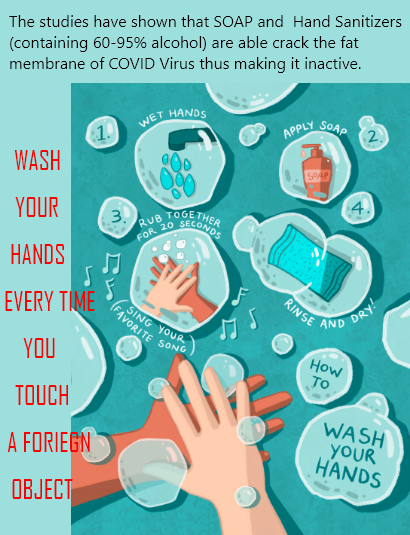 The studies have shown that SOAP and  Hand Sanitizers
(containing 60-95% alcohol) are able crack the fat
membrane of COVID Virus thus making it inactive.
WASH
YOUR
HANDS
EVERY TIME
YOU
TOUCH
A FORIEGN
OBJECT
1.
WET HANDS
APPLY SOAP
2.
SOAP
3.
RUB TOGETHER
FOR 20 SECONDS
(SING YOUR
FAVORITE SONG)
4.
RINSE AND DRY!
HOW
TO
WASH
YOUR
HANDS